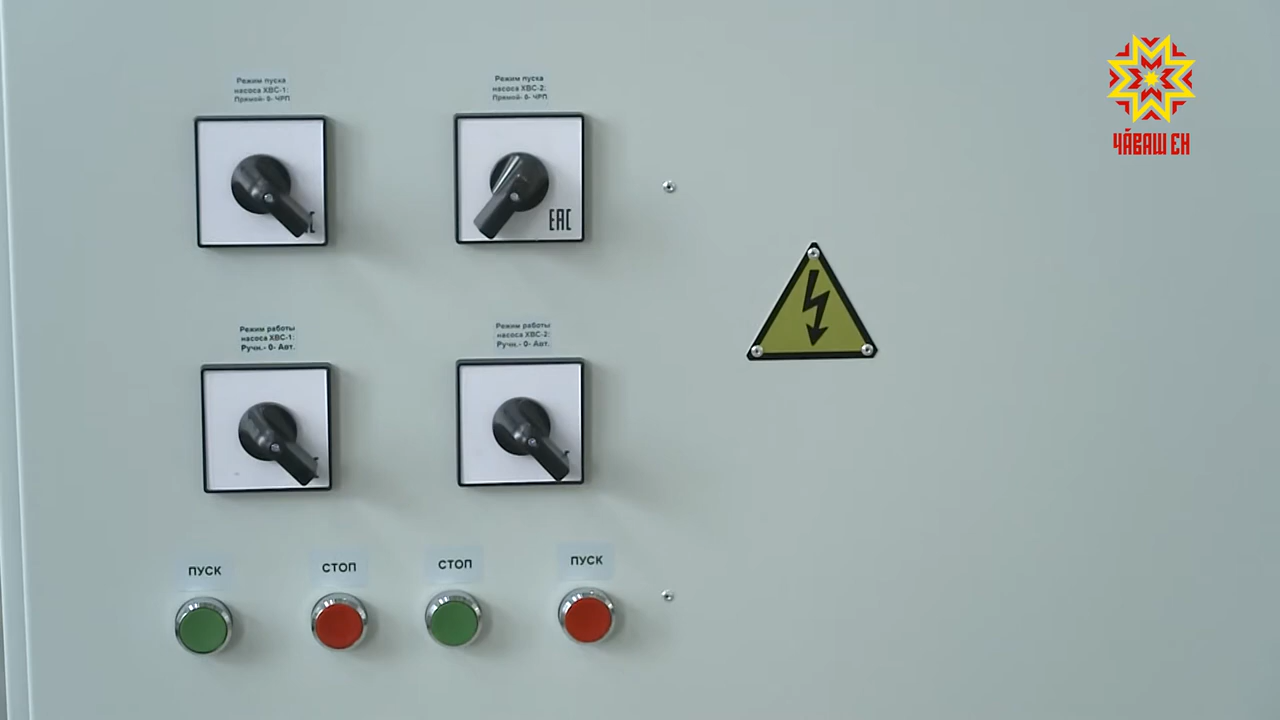 Режим пуска
насоса ХВС-1:
Прямой- 0- ЧРП
Режим пуска
насоса ХВС-2:
Прямой- 0- ЧРП
ЧӐВАШ ЕН
ЕАС
Режим работы
насоса ХВС-1:
Ручн.- 0- Авт.
Режим работы
насоса ХВС-2:
Ручн.- 0- Авт.
ПУСК
СТОП
СТОП
ПУСК